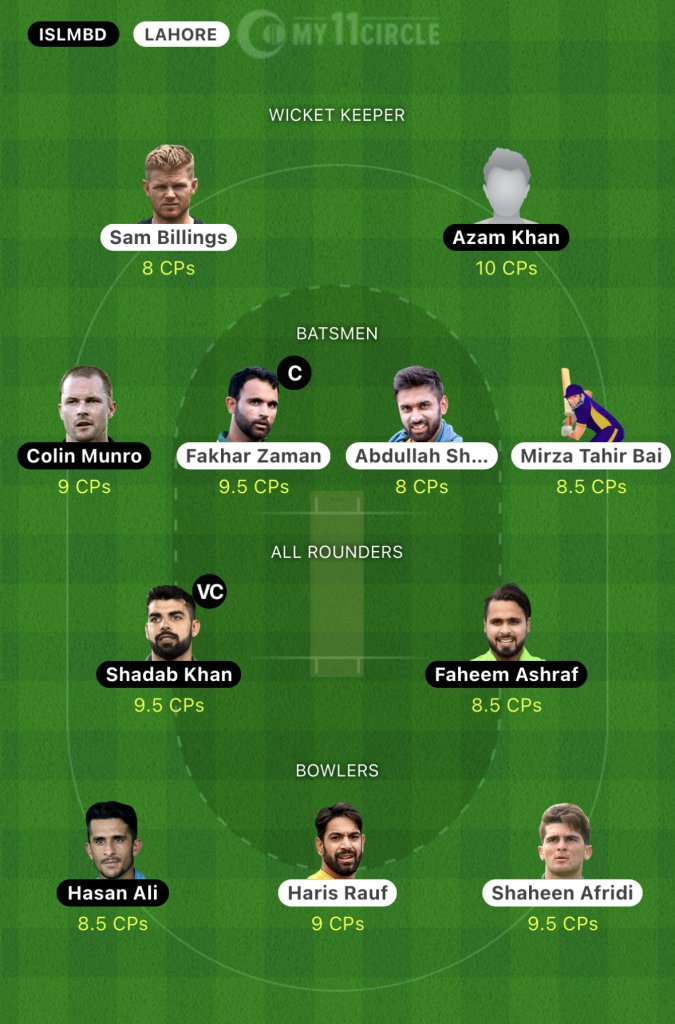 ISLMBD LAHORE MY11CIRCLE
WICKET KEEPER
Sam Billings Azam Khan
8 CPs 10 CPs
BATSMEN
C
Colin Munro Fakhar Zaman Abdullah Sh... Mirza Tahir Bai
9 CPs 9.5 CPs 8 CPs 8.5 CPs
ALL ROUNDERS
VC
Shadab Khan Faheem Ashraf
9.5 CPs 8.5 CPs
BOWLERS
Hasan Ali Haris Rauf Shaheen Afridi
8.5 CPs 9 CPs 9.5 CPs